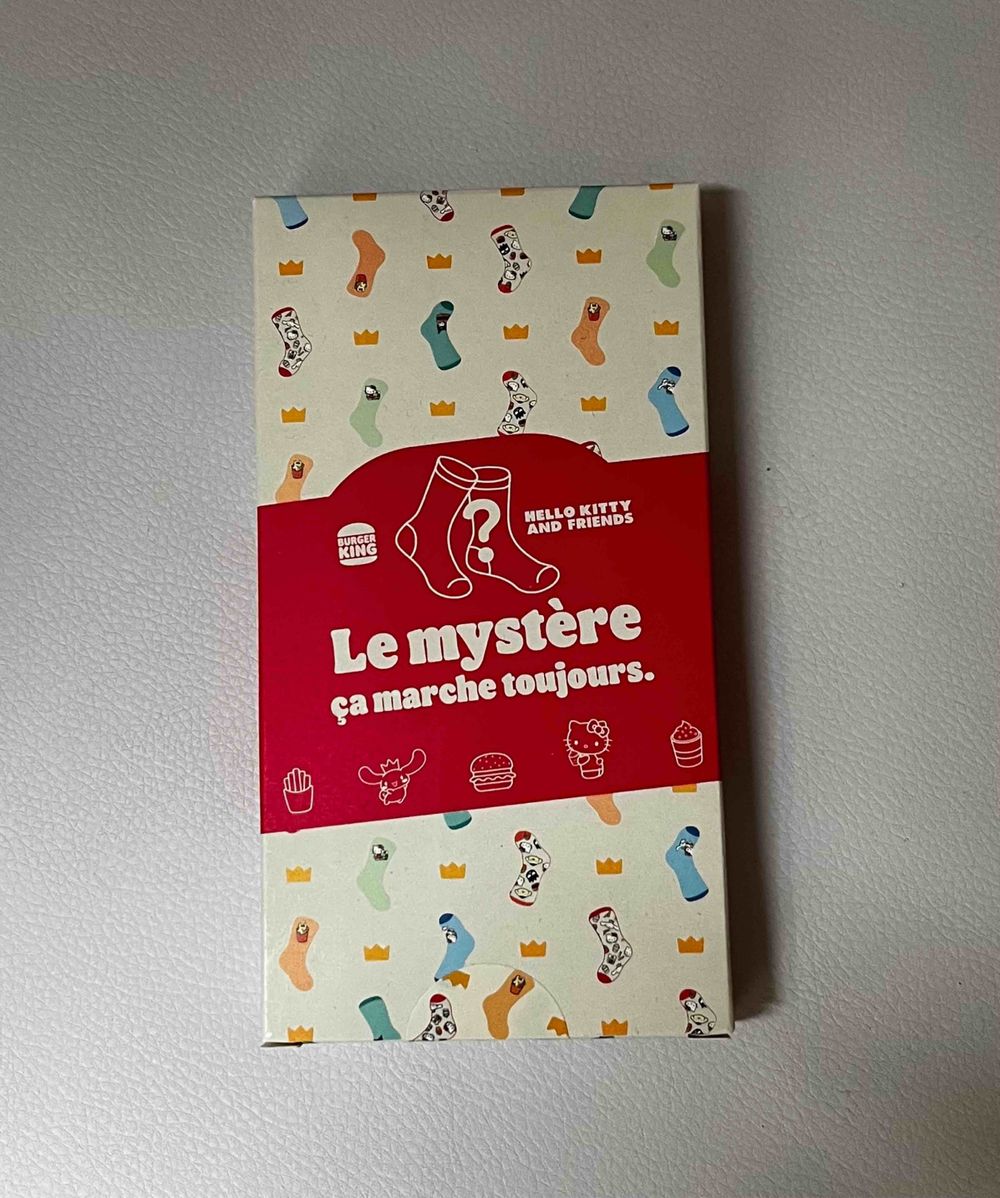 BURGER
KING
?
HELLO KITTY
AND FRIENDS
Le mystère
ça marche toujours.